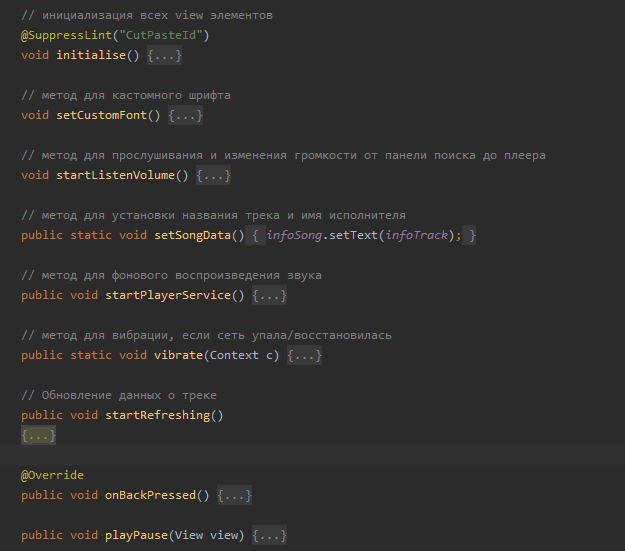 // инициализация всех view элементов
@SuppressLint("CutPasteId")
void initialise() {...}
// метод для кастомного шрифта
void setCustomFont() {...}
// метод для прослушивания и изменения громкости от панели поиска до плеера
void startListenVolume() {...}
// метод для установки названия трека и имя исполнителя
public static void setSongData() { infoSong.setText(infoTrack); }
// метод для фонового воспроизведения звука
public void startPlayerService() {...}
// метод для вибрации, если сеть упала/восстановилась
public static void vibrate(Context c) {...}
// Обновление данных о треке
public void startRefreshing()
{...}
@Override
public void onBackPressed() {...}
public void playPause(View view) {...}